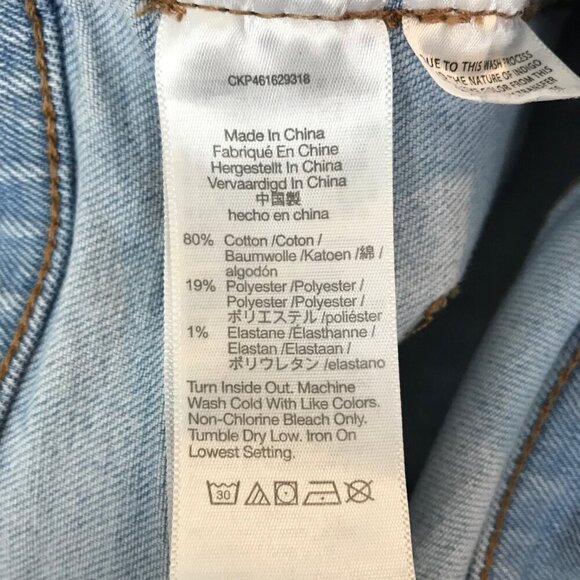 CKP461629318
Made In China
Fabriqué En Chine
Hergestellt In China
Vervaardigd In China
中国製
hecho en china
80% Cotton /Coton /
Baumwolle /Katoen /綿 /
algodón
19% Polyester /Polyester /
Polyester /Polyester /
ポリエステル /poliéster
1% Elastane /Élasthanne /
Elastan /Elastaan /
ポリウレタン /elastano
Turn Inside Out. Machine
Wash Cold With Like Colors.
Non-Chlorine Bleach Only.
Tumble Dry Low. Iron On
Lowest Setting.
30
DUE TO THIS WASH PROCESS
THE NATURE OF INDIGO
COLOR FROM THIS